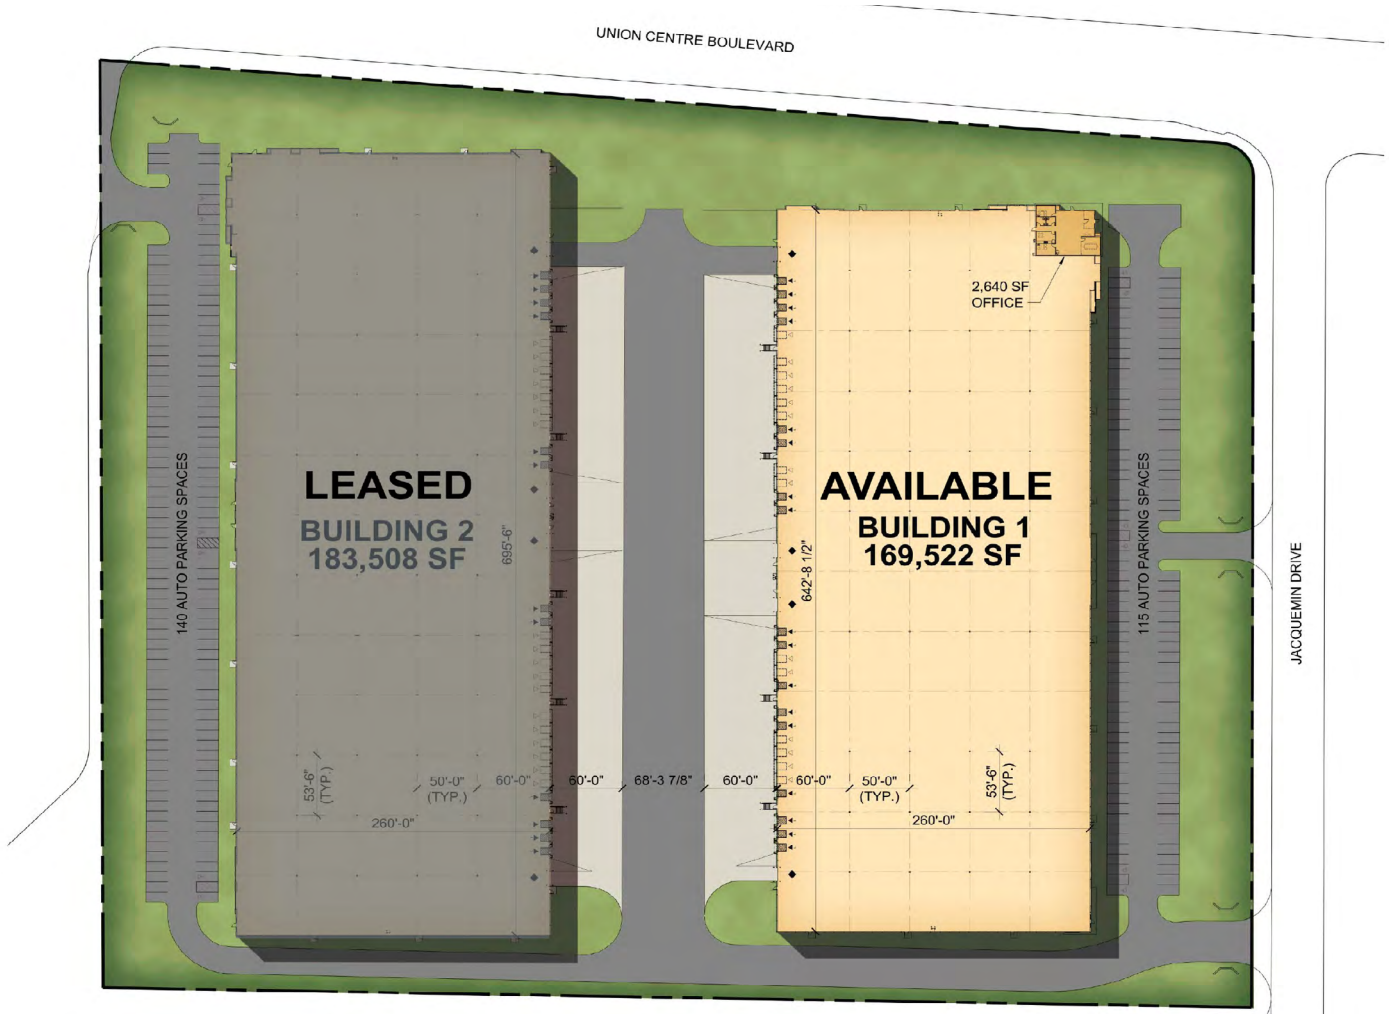 UNION CENTRE BOULEVARD
2,640 SF
OFFICE
LEASED
BUILDING 2
183,508 SF
695'-6"
AVAILABLE
BUILDING 1
169,522 SF
642'-8 1/2"
140 AUTO PARKING SPACES
115 AUTO PARKING SPACES
JACQUEMIN DRIVE
53'-6"
(TYP.)
50'-0"
(TYP.)
60'-0"
60'-0"
68'-3 7/8"
60'-0"
60'-0"
50'-0"
(TYP.)
53'-6"
(TYP.)
260'-0"
260'-0"